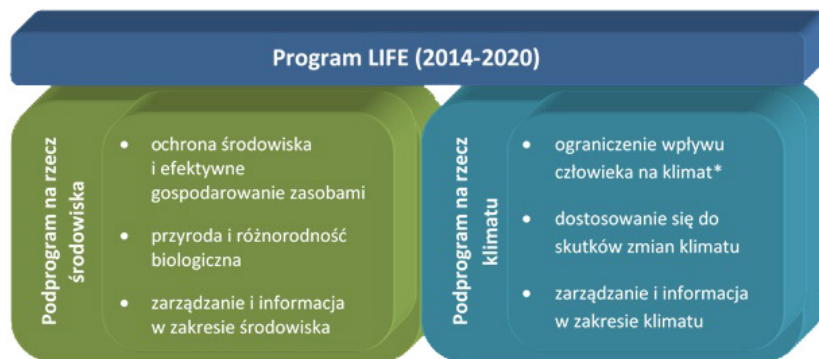 Program LIFE (2014-2020)
Podprogram na rzecz
środowiska
• ochrona środowiska
i efektywne
gospodarowanie zasobami
• przyroda i różnorodność
biologiczna
• zarządzanie i informacja
w zakresie środowiska
Podprogram na rzecz
klimatu
• ograniczenie wpływu
człowieka na klimat*
• dostosowanie się do
skutków zmian klimatu
• zarządzanie i informacja
w zakresie klimatu